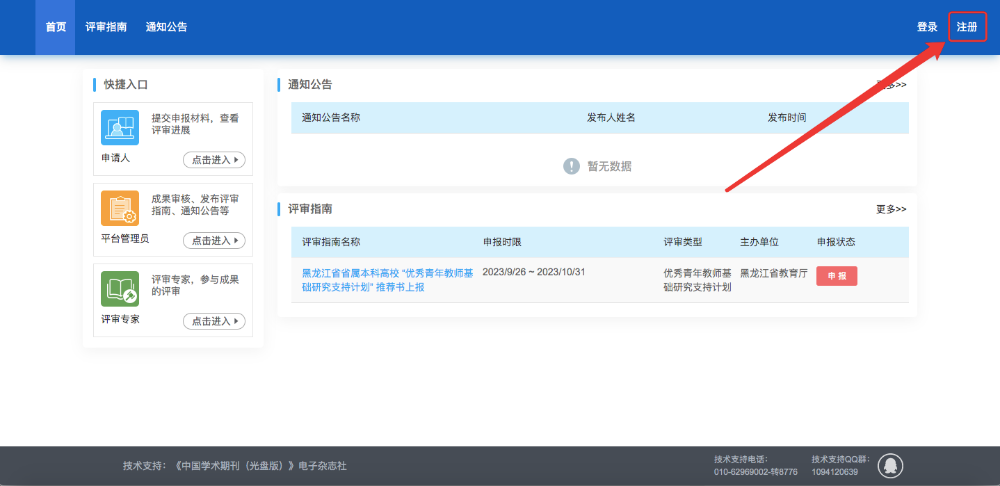 首页 评审指南 通知公告 登录 注册
快捷入口
提交申报材料，查看
评审进展
申请人 点击进入
成果审核、发布评审
指南、通知公告等
平台管理员 点击进入
评审专家，参与成果
的评审
评审专家 点击进入
通知公告 更多>>
通知公告名称 发布人姓名 发布时间
暂无数据
评审指南 更多>>
评审指南名称 申报时限 评审类型 主办单位 申报状态
黑龙江省省属本科高校 “优秀青年教师基 2023/9/26 ~ 2023/10/31 优秀青年教师基 黑龙江省教育厅 申 报
础研究支持计划” 推荐书上报 础研究支持计划
技术支持：《中国学术期刊（光盘版）》电子杂志社
技术支持电话： 技术支持QQ群：
010-62969002-转8776 1094120639